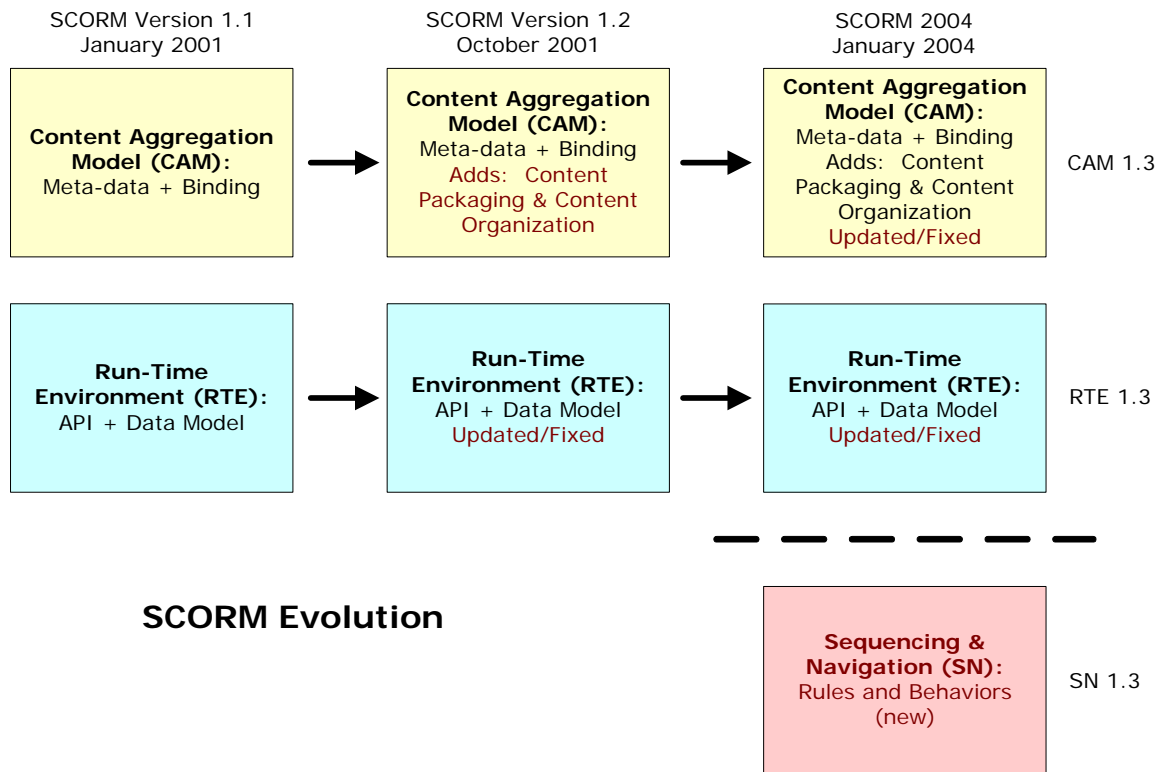 SCORM Version 1.1
January 2001
SCORM Version 1.2
October 2001
SCORM 2004
January 2004
Content Aggregation
Model (CAM):
Meta-data + Binding
Content Aggregation
Model (CAM):
Meta-data + Binding
Adds:  Content
Packaging & Content
Organization
Content Aggregation
Model (CAM):
Meta-data + Binding
Adds:  Content
Packaging & Content
Organization
Updated/Fixed
CAM 1.3
Run-Time
Environment (RTE):
API + Data Model
Run-Time
Environment (RTE):
API + Data Model
Updated/Fixed
Run-Time
Environment (RTE):
API + Data Model
Updated/Fixed
RTE 1.3
SCORM Evolution
Sequencing &
Navigation (SN):
Rules and Behaviors
(new)
SN 1.3